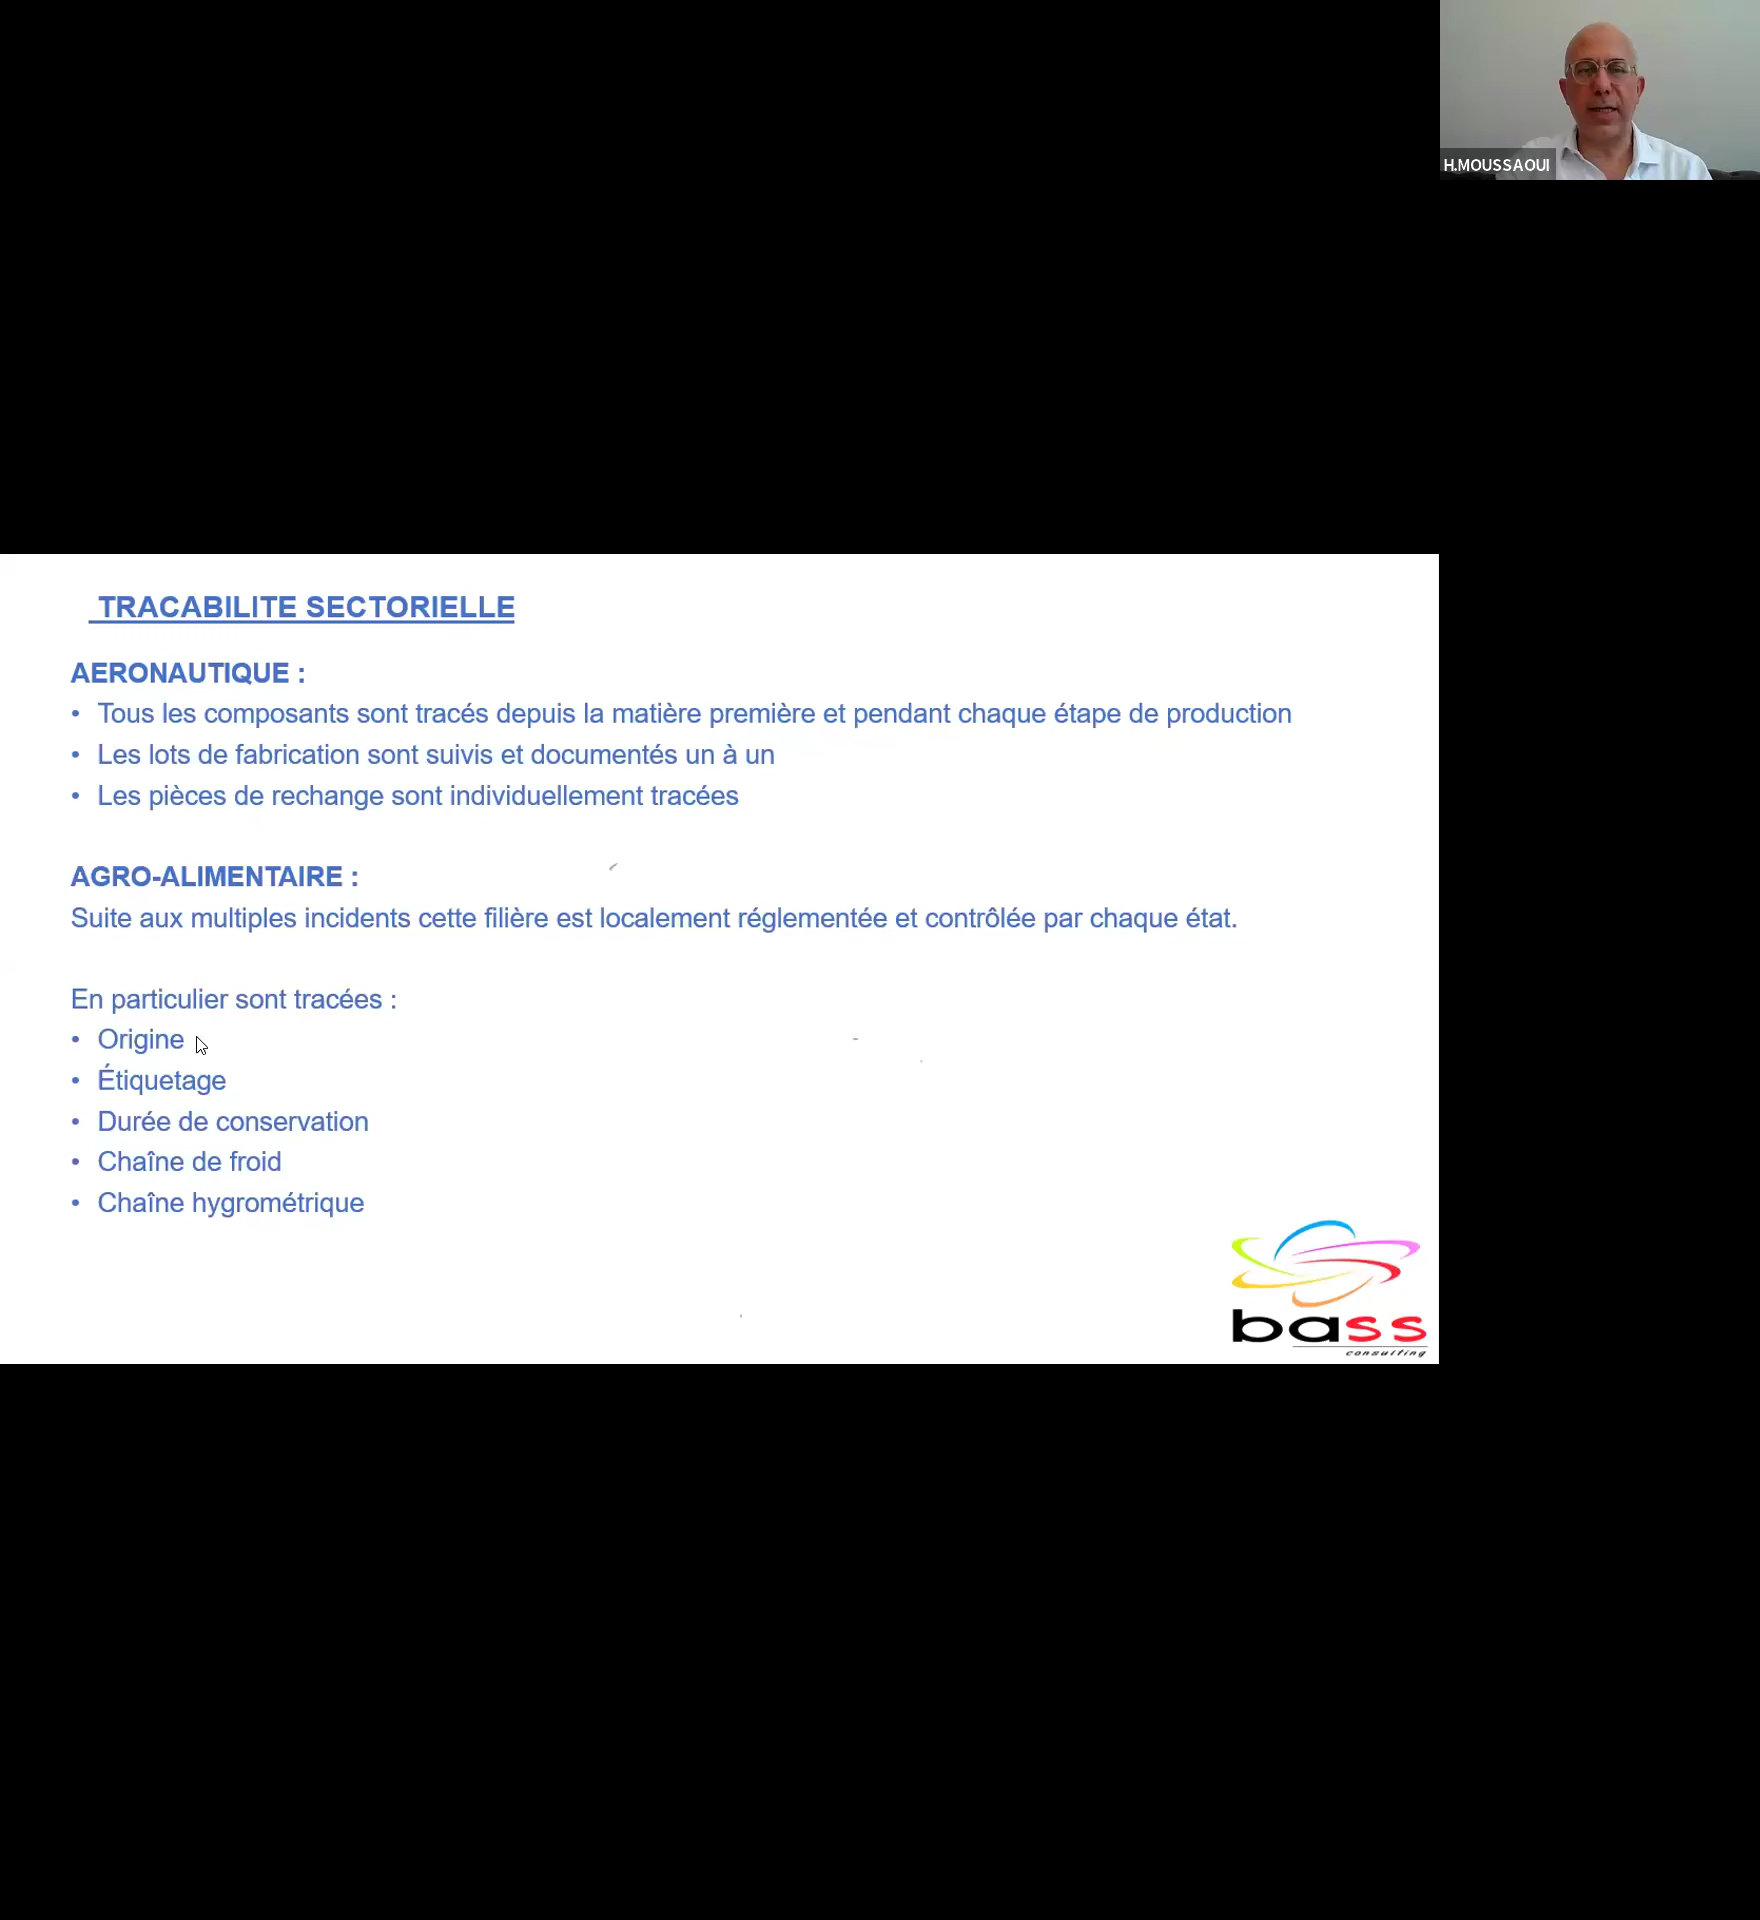 H.MOUSSAOUI
TRACABILITE SECTORIELLE
AERONAUTIQUE :
• Tous les composants sont tracés depuis la matière première et pendant chaque étape de production
• Les lots de fabrication sont suivis et documentés un à un
• Les pièces de rechange sont individuellement tracées
AGRO-ALIMENTAIRE :
Suite aux multiples incidents cette filière est localement réglementée et contrôlée par chaque état.
En particulier sont tracées :
• Origine
• Étiquetage
• Durée de conservation
• Chaîne de froid
• Chaîne hygrométrique
bass
consulting